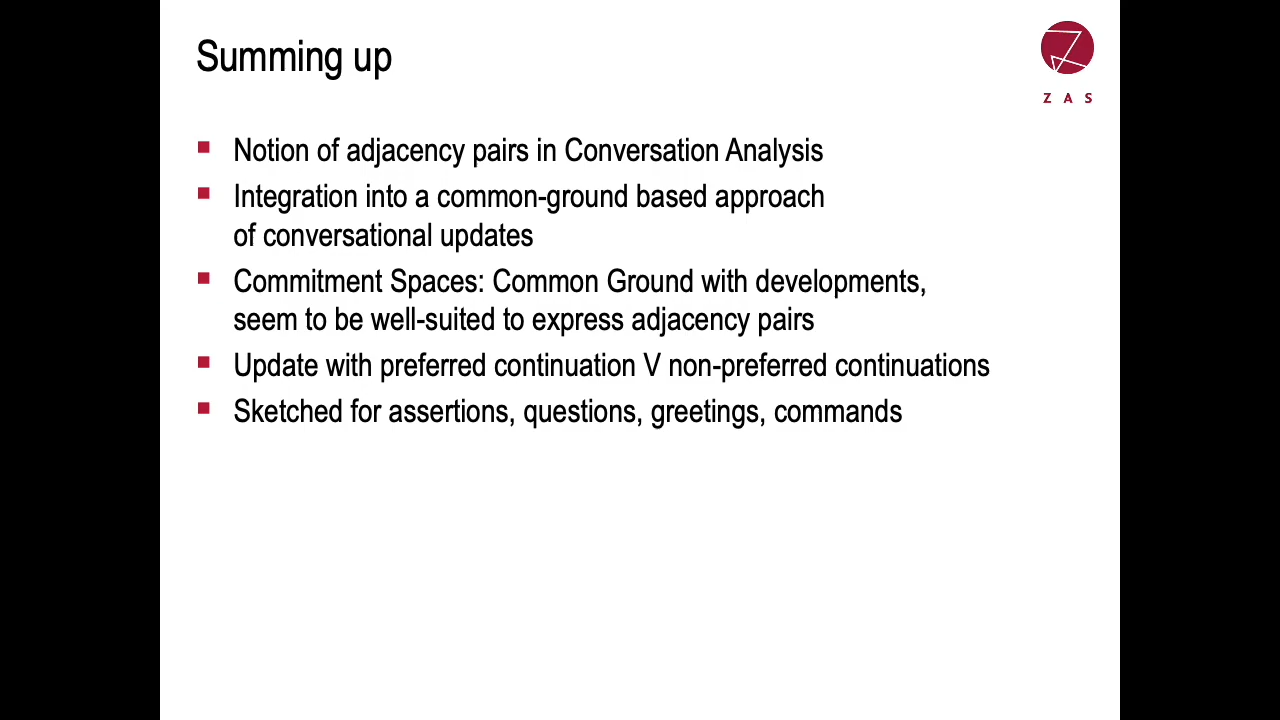 Summing up
Z A S
Notion of adjacency pairs in Conversation Analysis
Integration into a common-ground based approach
of conversational updates
Commitment Spaces: Common Ground with developments,
seem to be well-suited to express adjacency pairs
Update with preferred continuation V non-preferred continuations
Sketched for assertions, questions, greetings, commands